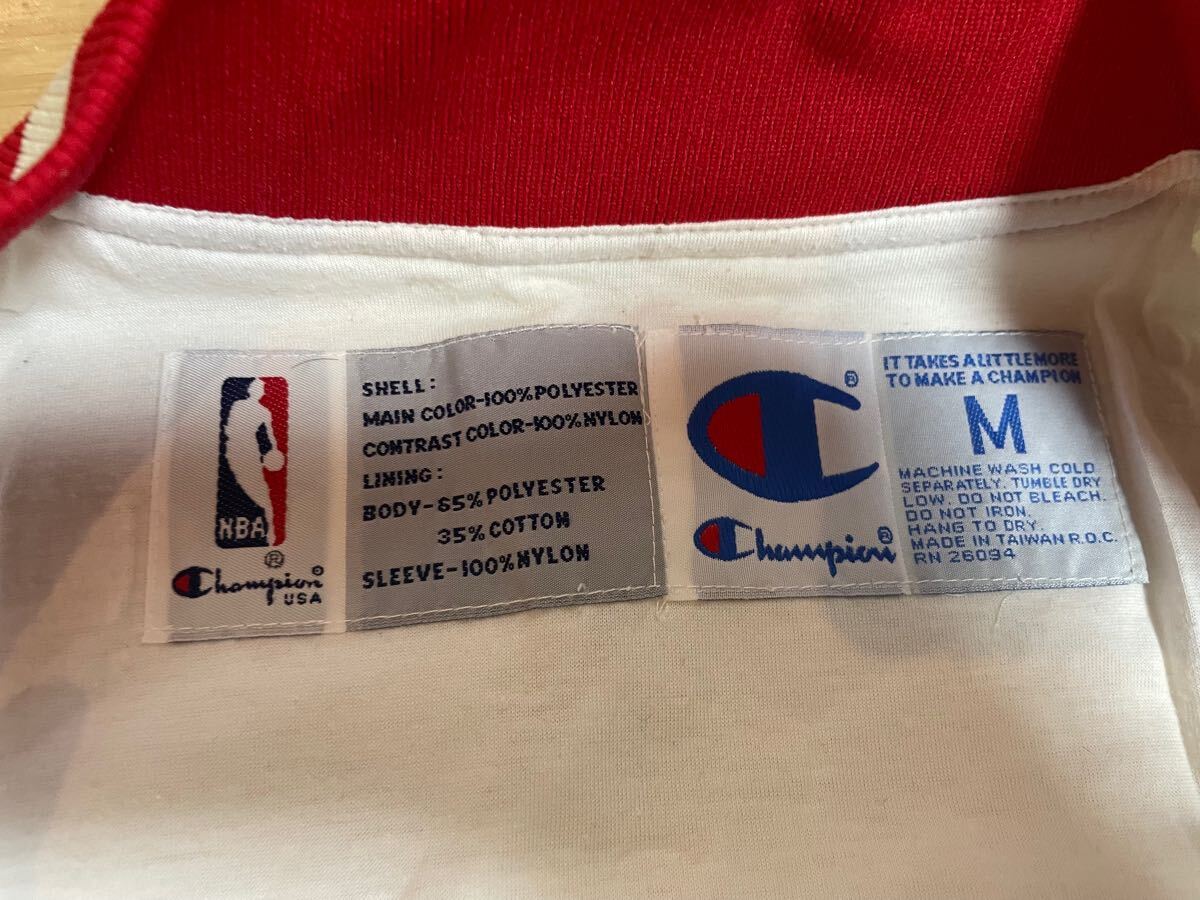 NBA
®
Champion
USA
SHELL:
MAIN COLOR-100% POLYESTER
CONTRAST COLOR-100% NYLON
LINING:
BODY-65% POLYESTER
35% COTTON
SLEEVE-100% NYLON
®
Champion®
IT TAKES A LITTLE MORE
TO MAKE A CHAMPION
M
MACHINE WASH COLD
SEPARATELY. TUMBLE DRY
LOW. DO NOT BLEACH.
DO NOT IRON.
HANG TO DRY.
MADE IN TAIWAN R.O.C.
RN 26094